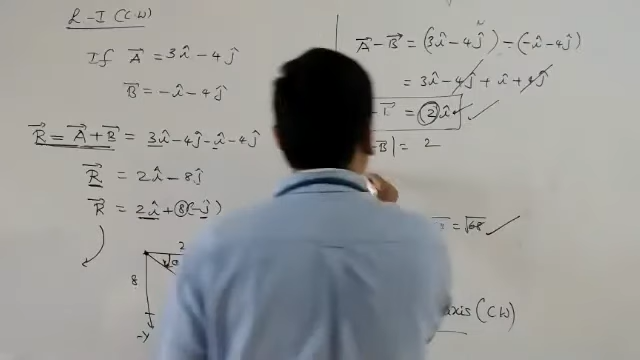 L-I (CW)
If A⃗ = 3î - 4ĵ
B⃗ = -î - 4ĵ
R⃗ = A⃗ + B⃗ = 3î - 4ĵ - î - 4ĵ
R⃗ = 2î - 8ĵ
R⃗ = 2î + 8(-ĵ)
2
8
-Y
A⃗ - B⃗ = (3î - 4ĵ) - (-î - 4ĵ)
= 3î - 4ĵ + î + 4ĵ
= 2î
B| = 2
= √68
axis (CW)